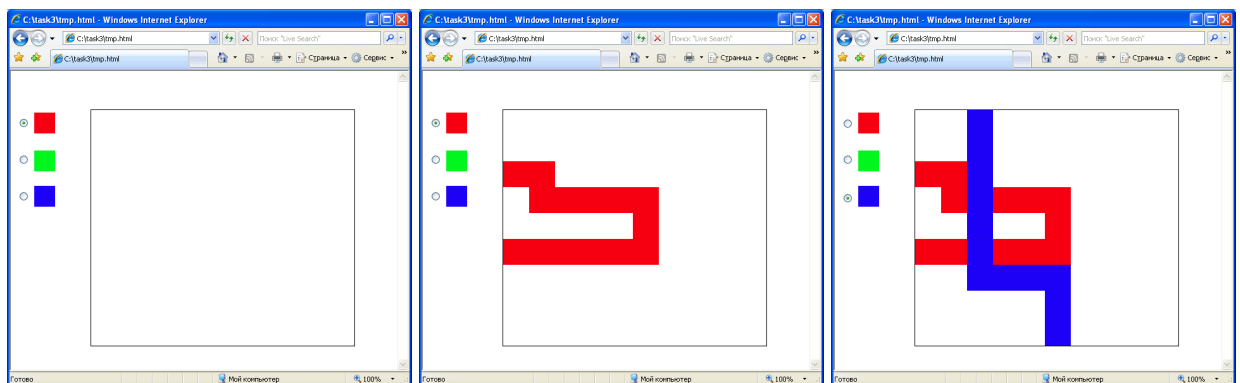 C:\task3\tmp.html - Windows Internet Explorer
C:\task3\tmp.html
Поиск "Live Search"
C:\task3\tmp.html
Страница
Сервис
Готово
Мой компьютер
100%
C:\task3\tmp.html - Windows Internet Explorer
C:\task3\tmp.html
Поиск "Live Search"
C:\task3\tmp.html
Страница
Сервис
Готово
Мой компьютер
100%
C:\task3\tmp.html - Windows Internet Explorer
C:\task3\tmp.html
Поиск "Live Search"
C:\task3\tmp.html
Страница
Сервис
Готово
Мой компьютер
100%